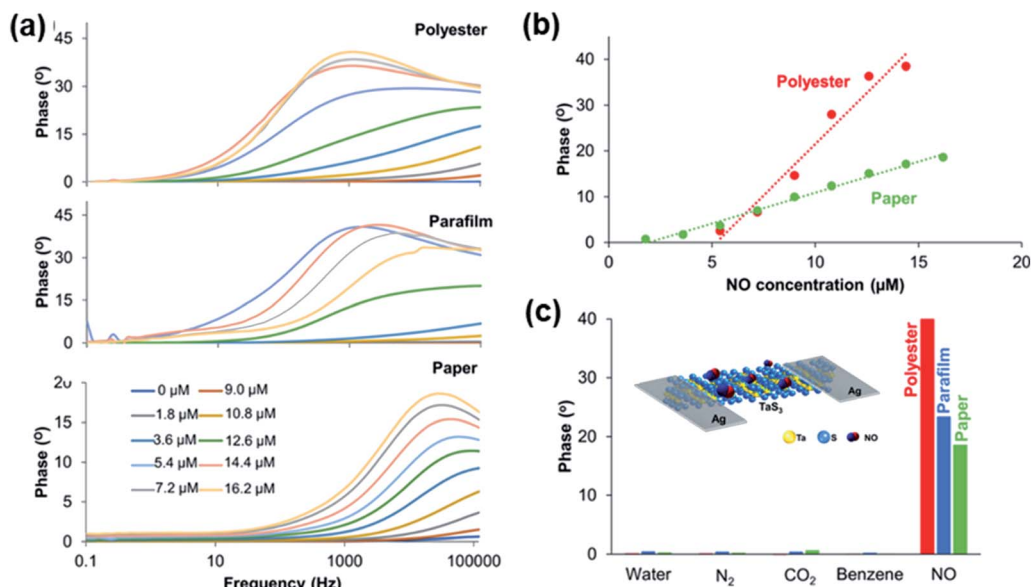 (a)
Polyester
45
30
15
0
Phase (º)
Parafilm
45
30
15
0
Phase (º)
Paper
20
15
10
5
0
Phase (º)
0 µM
9.0 µM
1.8 µM
10.8 µM
3.6 µM
12.6 µM
5.4 µM
14.4 µM
7.2 µM
16.2 µM
0.1
10
1000
100000
Frequency (Hz)
(b)
40
30
20
10
0
Phase (º)
Polyester
Paper
0
5
10
15
20
NO concentration (µM)
(c)
40
30
20
10
0
Phase (º)
Ag
TaS3
Ag
Ta
S
NO
Polyester
Parafilm
Paper
Water
N2
CO2
Benzene
NO